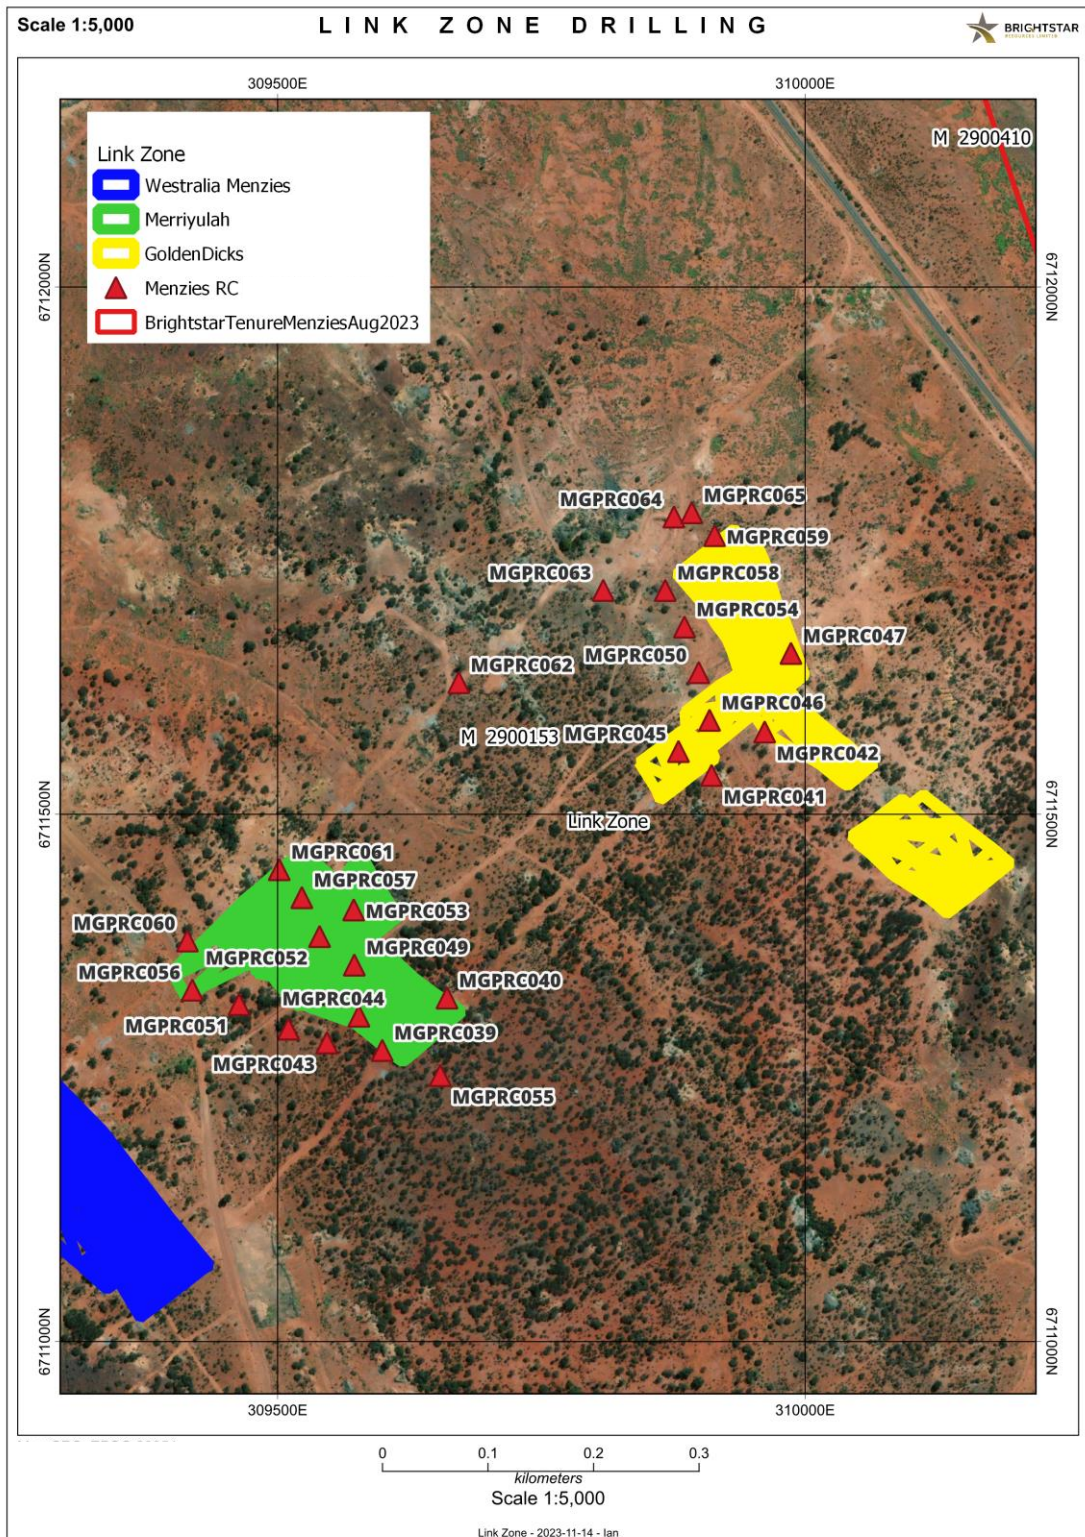 Scale 1:5,000
LINK ZONE DRILLING
BRIGHTSTAR
RESOURCES LIMITED
309500E
310000E
M 2900410
Link Zone
Westralia Menzies
Merriyulah
GoldenDicks
Menzies RC
BrightstarTenureMenziesAug2023
6712000N
6712000N
MGPRC064
MGPRC065
MGPRC059
MGPRC063
MGPRC058
MGPRC054
MGPRC047
MGPRC050
MGPRC062
MGPRC046
M 2900153
MGPRC045
MGPRC042
MGPRC041
Link Zone
6711500N
6711500N
MGPRC061
MGPRC057
MGPRC053
MGPRC060
MGPRC052
MGPRC049
MGPRC056
MGPRC040
MGPRC044
MGPRC051
MGPRC039
MGPRC043
MGPRC055
6711000N
6711000N
309500E
310000E
0 0.1 0.2 0.3
kilometers
Scale 1:5,000
Link Zone - 2023-11-14 - Ian